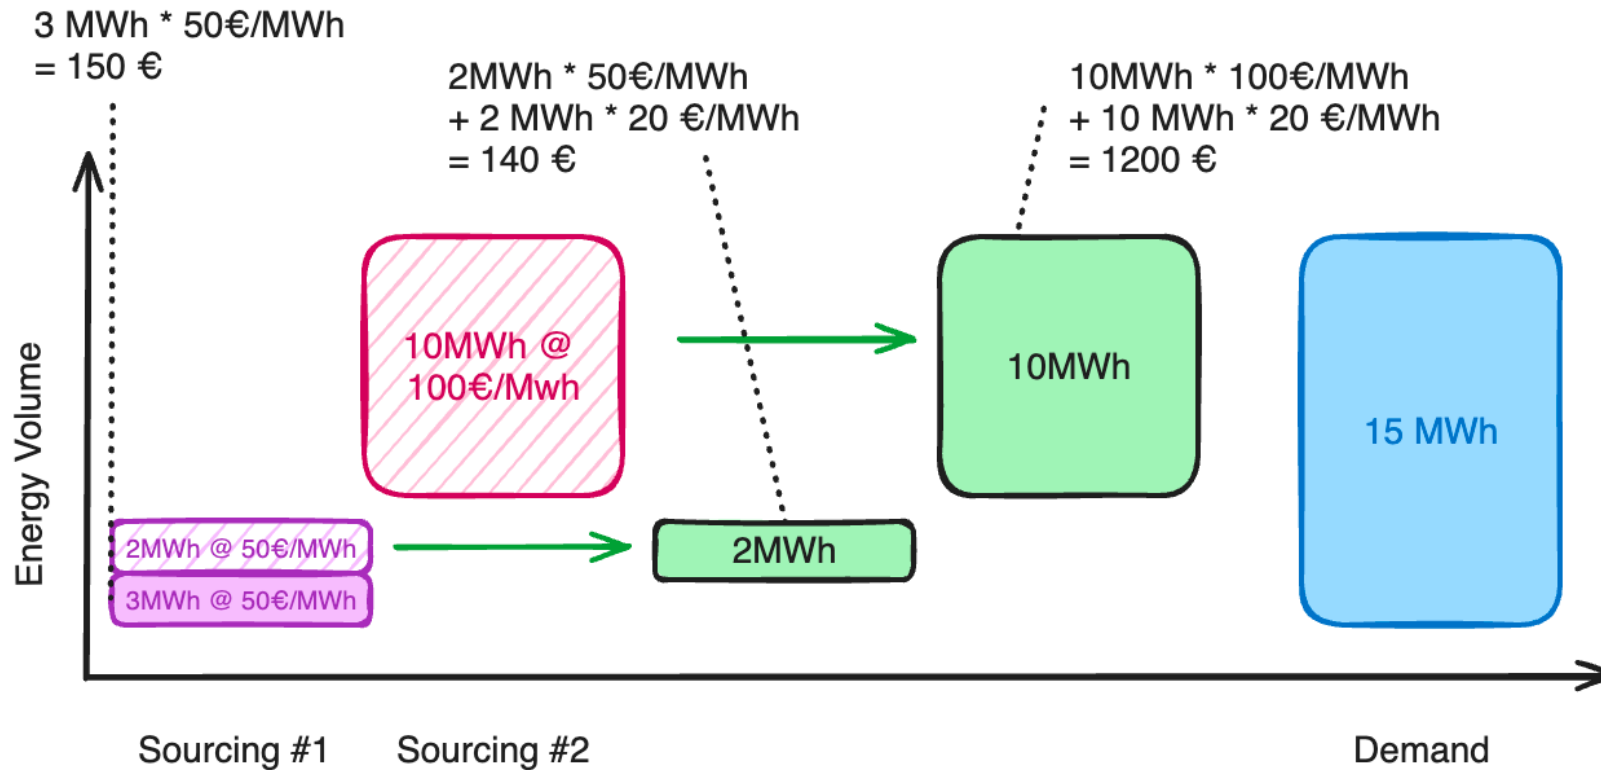 3 MWh * 50€/MWh
= 150 €
2MWh * 50€/MWh
+ 2 MWh * 20 €/MWh
= 140 €
10MWh * 100€/MWh
+ 10 MWh * 20 €/MWh
= 1200 €
Energy Volume
10MWh @
100€/Mwh
10MWh
15 MWh
2MWh @ 50€/MWh
2MWh
3MWh @ 50€/MWh
Sourcing #1
Sourcing #2
Demand